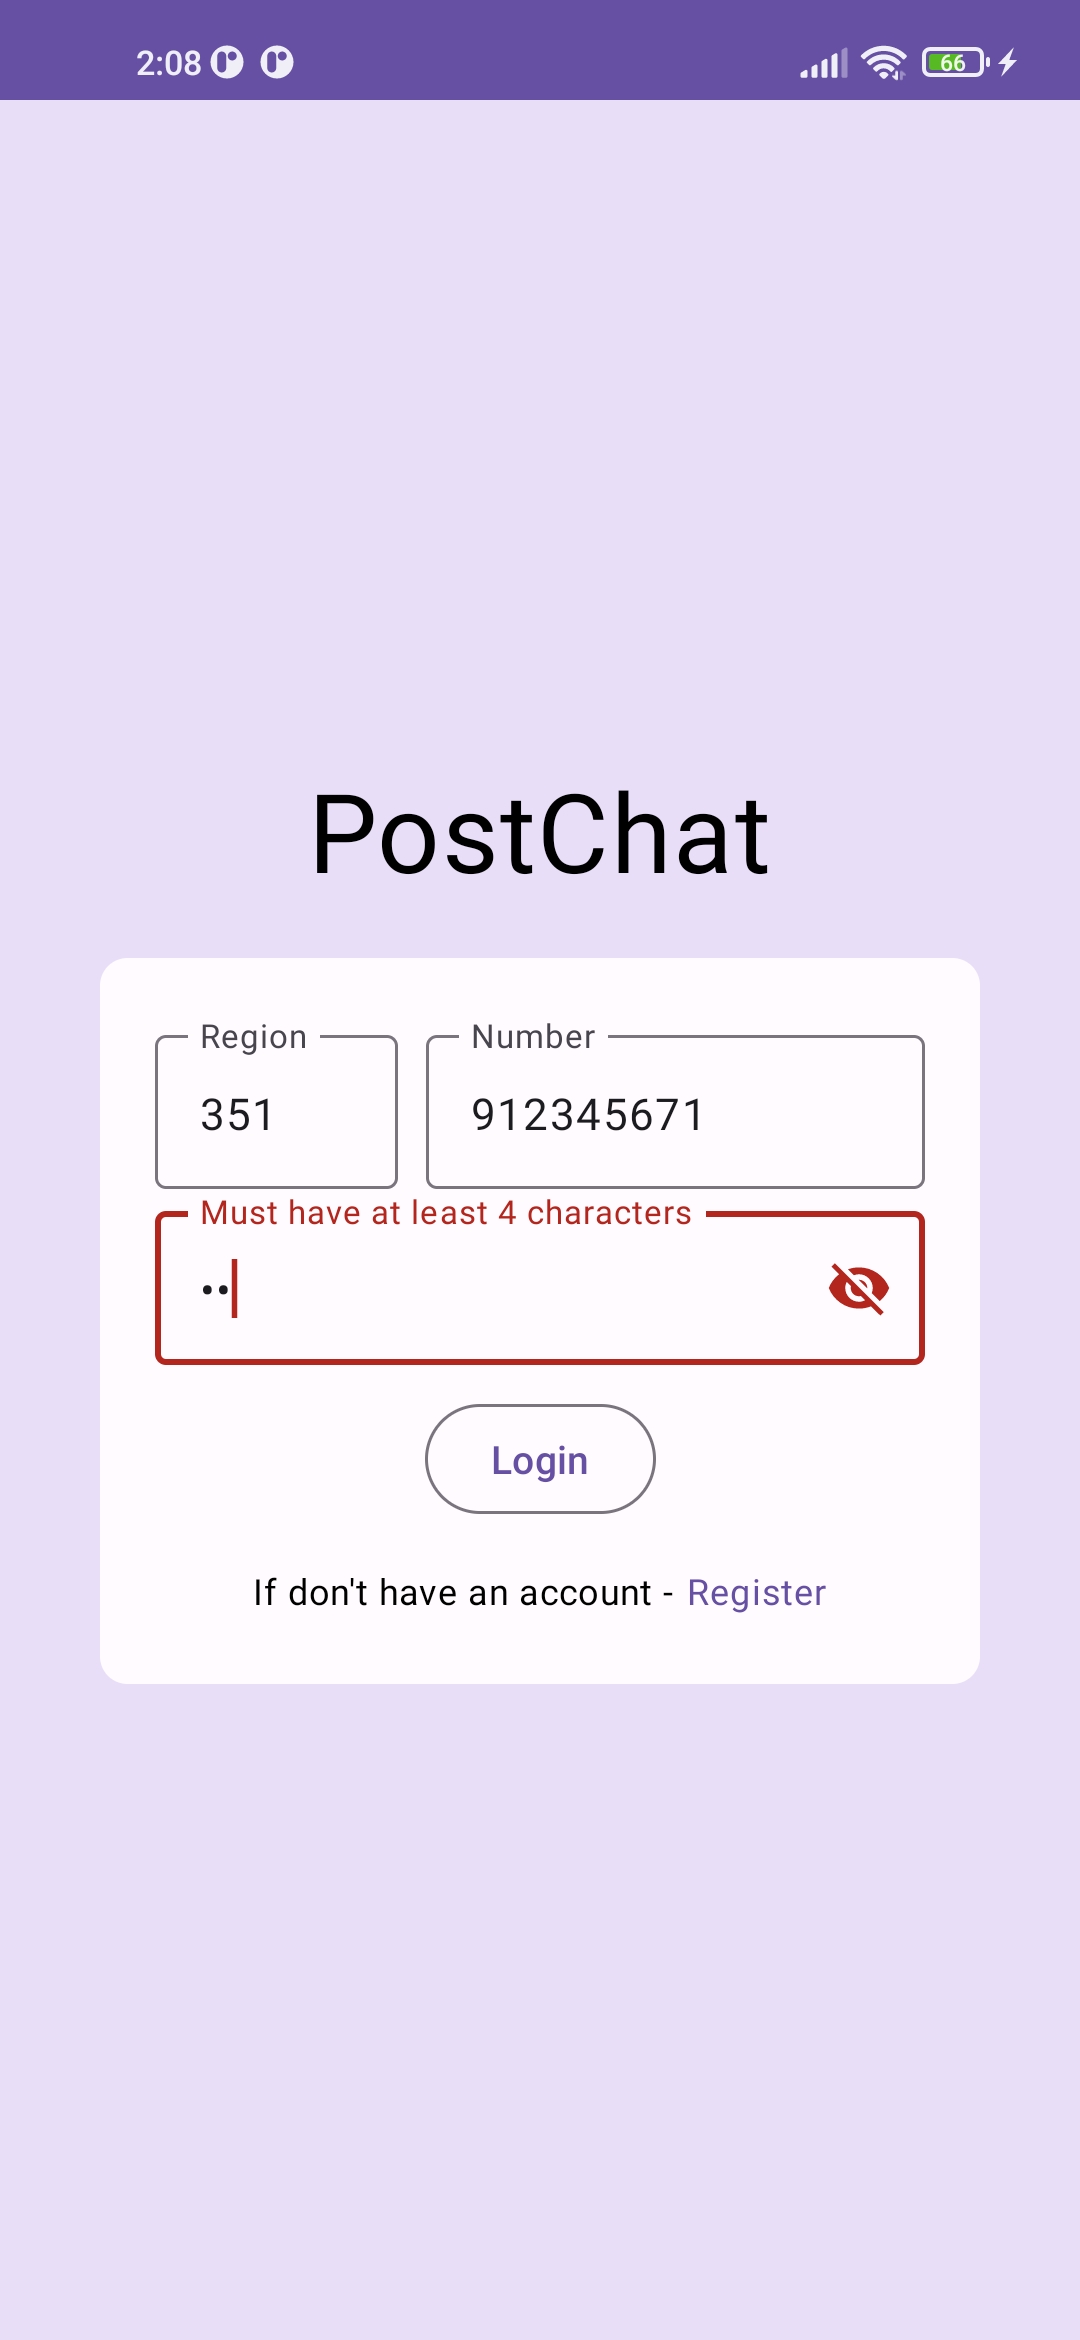 2:08
66
PostChat
Region
Number
351
912345671
Must have at least 4 characters
••
Login
If don't have an account - Register